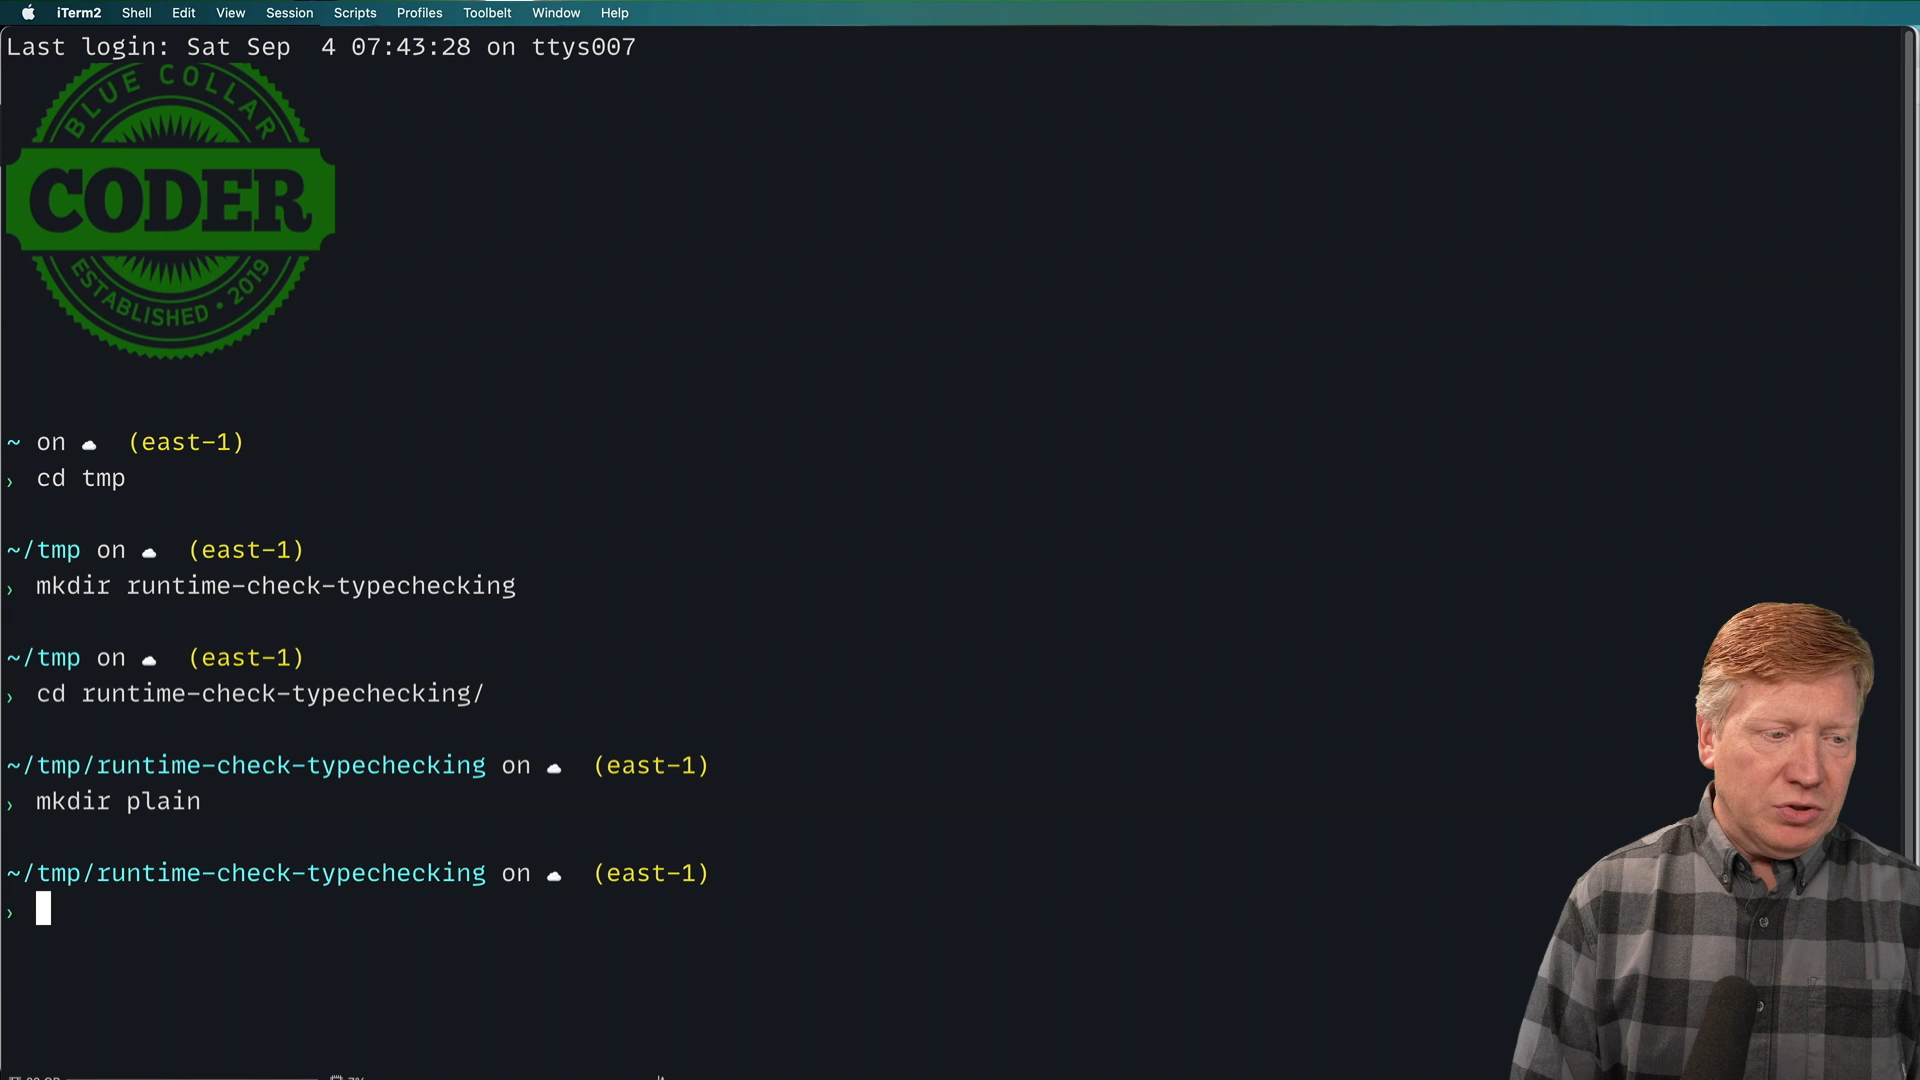 iTerm2 Shell Edit View Session Scripts Profiles Toolbelt Window Help
Last login: Sat Sep  4 07:43:28 on ttys007
BLUE COLLAR
CODER
ESTABLISHED • 2019
~ on (east-1)
› cd tmp
~/tmp on (east-1)
› mkdir runtime-check-typechecking
~/tmp on (east-1)
› cd runtime-check-typechecking/
~/tmp/runtime-check-typechecking on (east-1)
› mkdir plain
~/tmp/runtime-check-typechecking on (east-1)
›